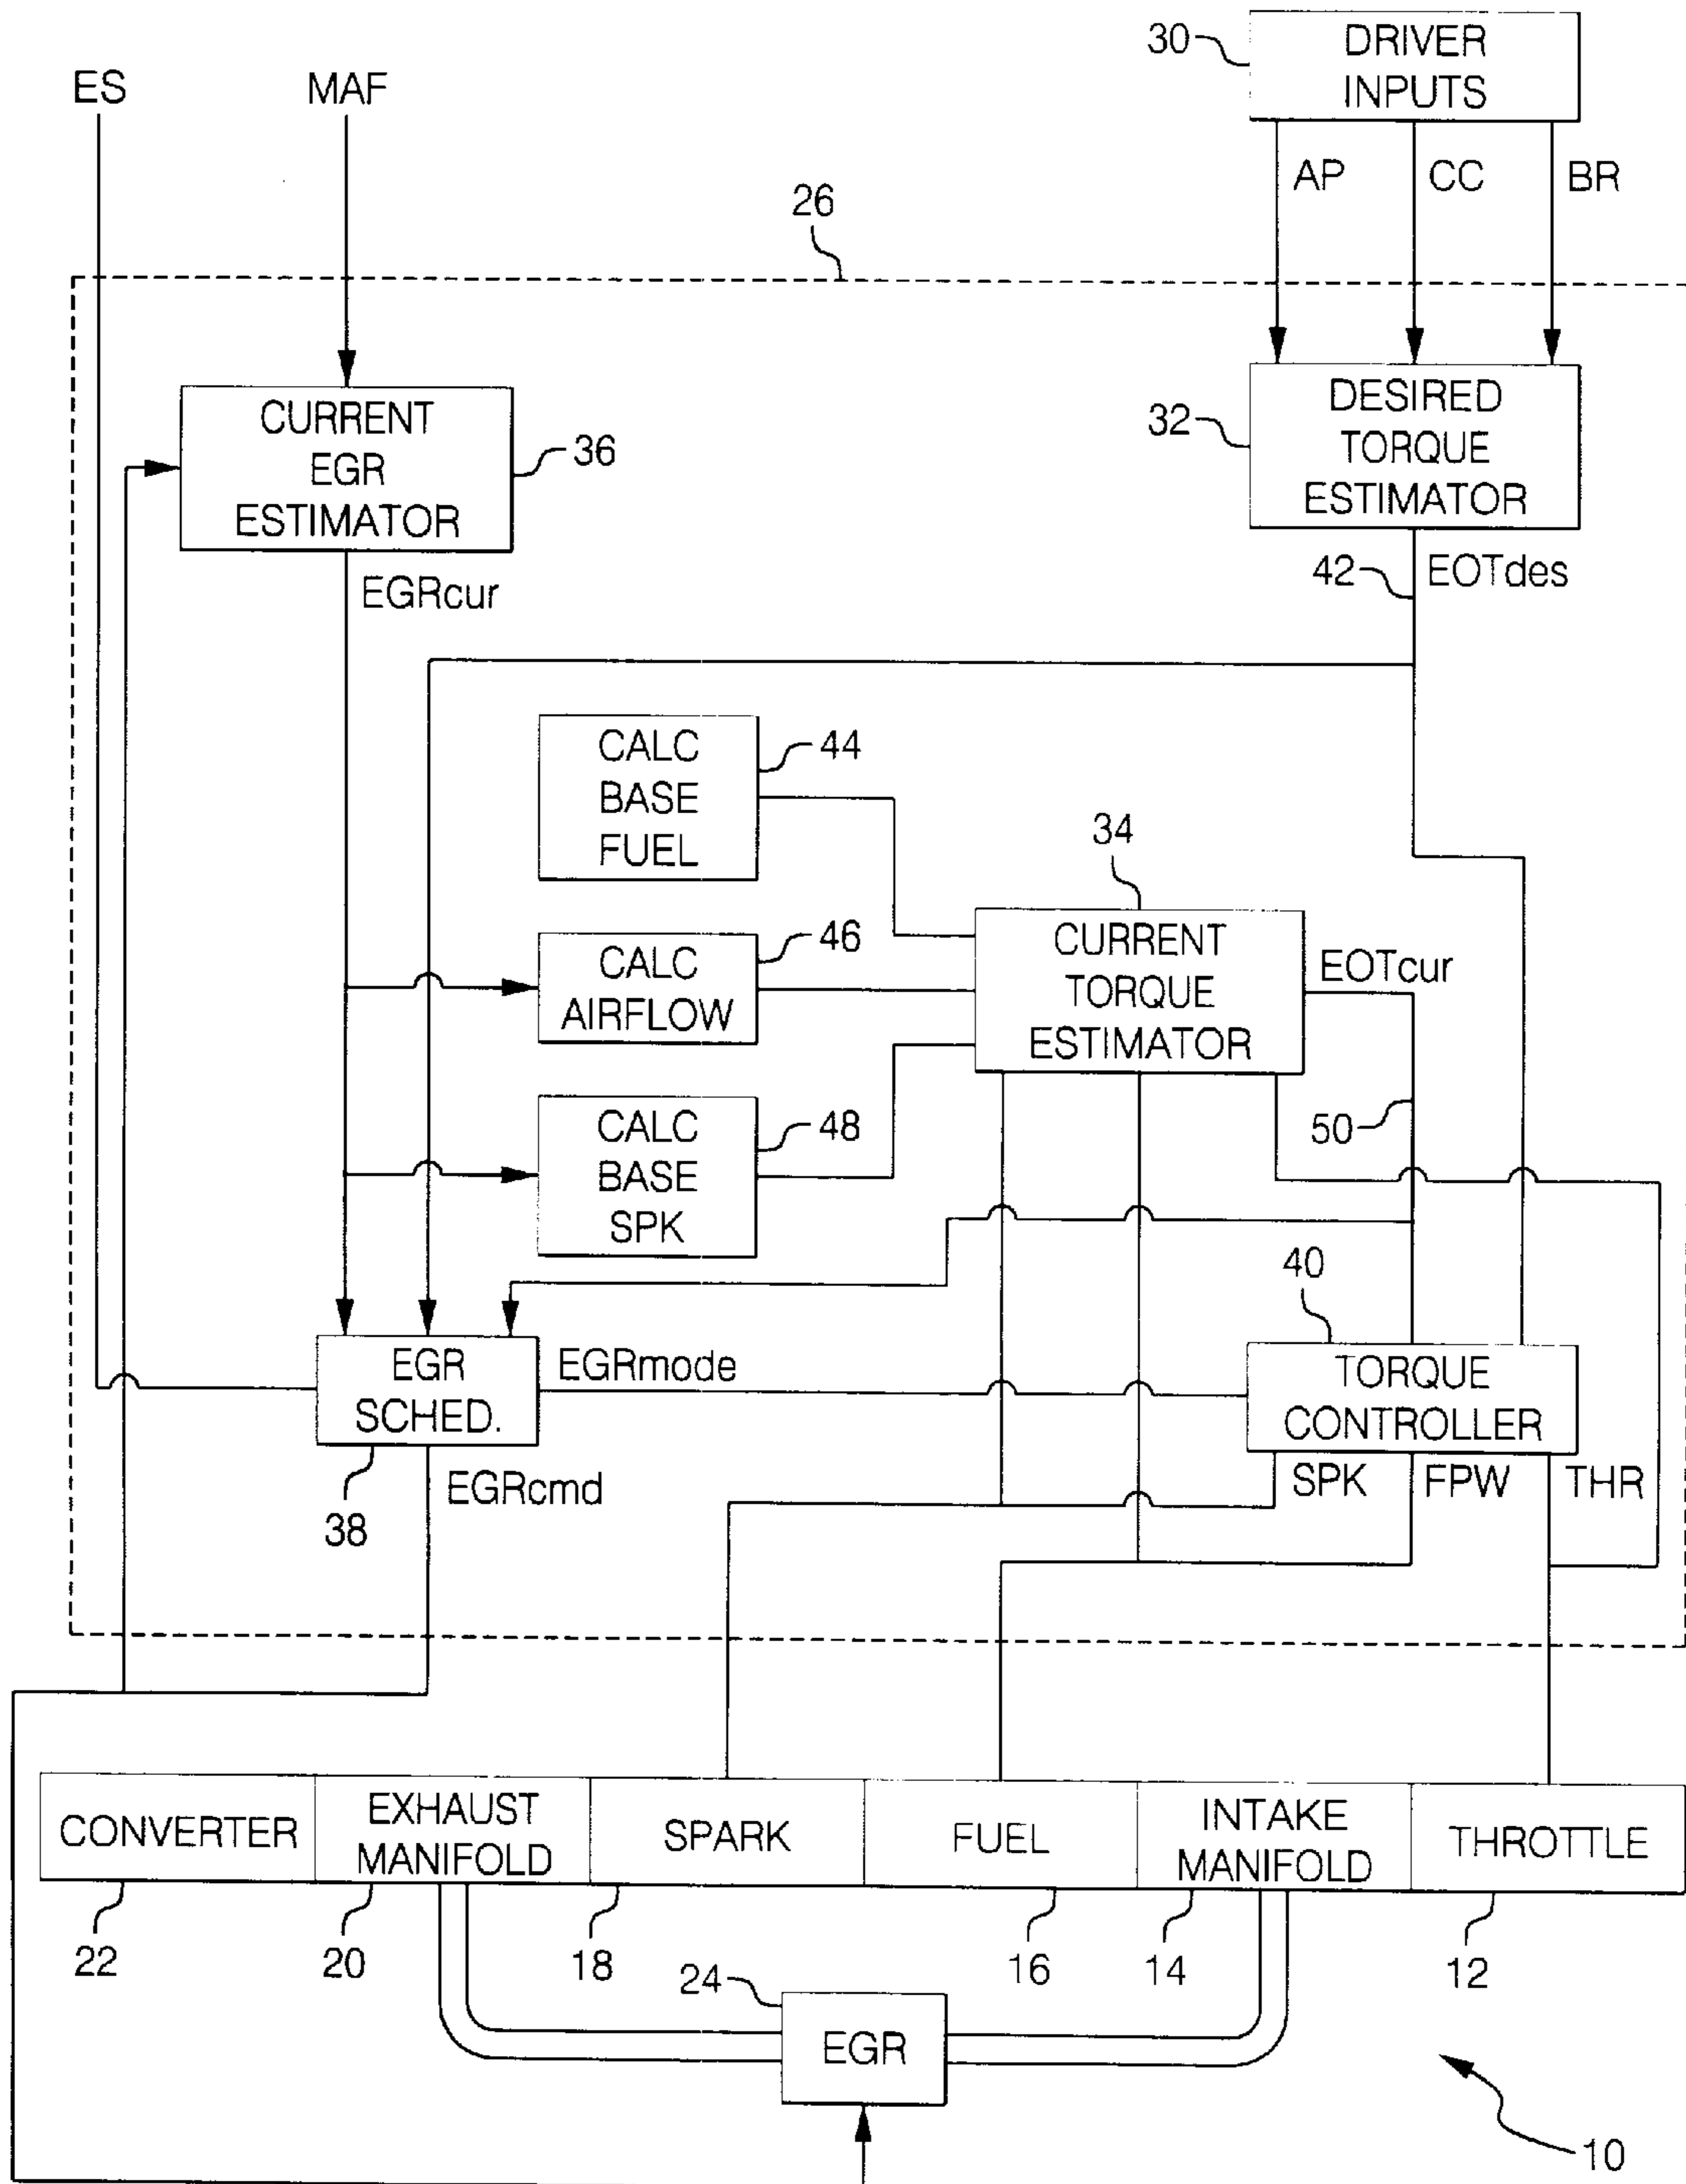 30
DRIVER
INPUTS
ES
MAF
AP
CC
BR
26
CURRENT
EGR
ESTIMATOR
36
32
DESIRED
TORQUE
ESTIMATOR
EGRcur
42
EOTdes
CALC
BASE
FUEL
44
34
CALC
AIRFLOW
46
CURRENT
TORQUE
ESTIMATOR
EOTcur
CALC
BASE
SPK
48
50
40
EGR
SCHED.
EGRmode
TORQUE
CONTROLLER
38
EGRcmd
SPK
FPW
THR
CONVERTER
EXHAUST
MANIFOLD
SPARK
FUEL
INTAKE
MANIFOLD
THROTTLE
22
20
18
16
14
12
24
EGR
10